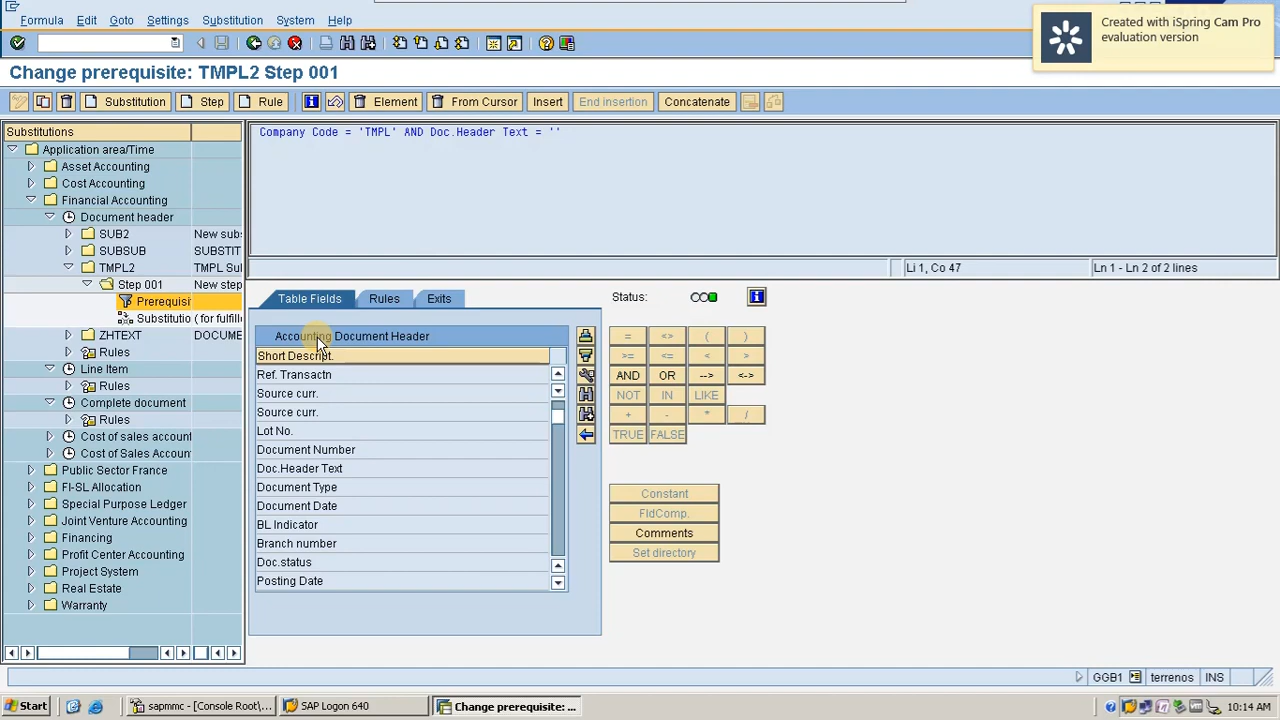 Formula Edit Goto Settings Substitution System Help
Created with iSpring Cam Pro
evaluation version
Change prerequisite: TMPL2 Step 001
Substitution Step Rule Element From Cursor Insert End insertion Concatenate
Substitutions
Application area/Time
Asset Accounting
Cost Accounting
Financial Accounting
Document header
SUB2 New subs
SUBSUB SUBSTIT
TMPL2 TMPL Sul
Step 001 New step
Prerequisi
Substitutio ( for fulfille
ZHTEXT DOCUME
Rules
Line Item
Rules
Complete document
Rules
Cost of sales account
Cost of Sales Accoun
Public Sector France
FI-SL Allocation
Special Purpose Ledger
Joint Venture Accounting
Financing
Profit Center Accounting
Project System
Real Estate
Warranty
Company Code = 'TMPL' AND Doc.Header Text = ''
Li 1, Co 47 Ln 1 - Ln 2 of 2 lines
Table Fields Rules Exits Status:
Accounting Document Header
Short Descript.
Ref. Transactn
Source curr.
Source curr.
Lot No.
Document Number
Doc.Header Text
Document Type
Document Date
BL Indicator
Branch number
Doc.status
Posting Date
= <> ( )
>= <= < >
AND OR --> <->
NOT IN LIKE
+ - * /
TRUE FALSE
Constant
FldComp.
Comments
Set directory
GGB1 terrenos INS
Start sapmmc - [Console Root\... SAP Logon 640 Change prerequisite: ... 10:14 AM